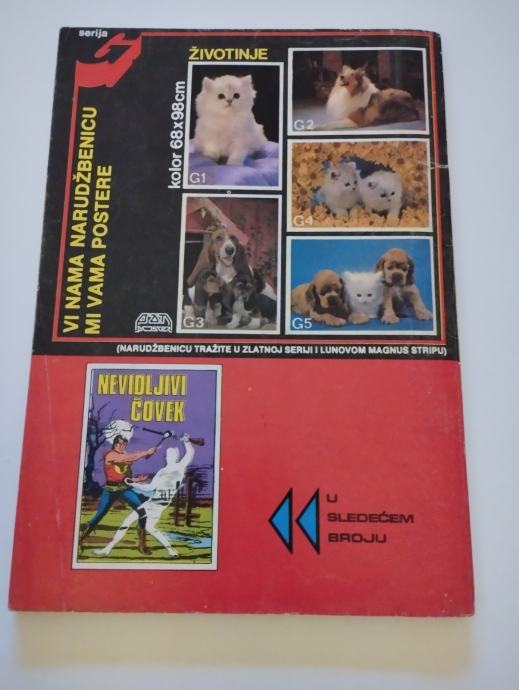 serija
ŽIVOTINJE
kolor 68x98cm
VI NAMA NARUDŽBENICU
MI VAMA POSTERE
G1
G2
G3
G4
G5
(NARUDŽBENICU TRAŽITE U ZLATNOJ SERIJI I LUNOVOM MAGNUS STRIPU)
NEVIDLJIVI
ČOVEK
U
SLEDEĆEM
BROJU